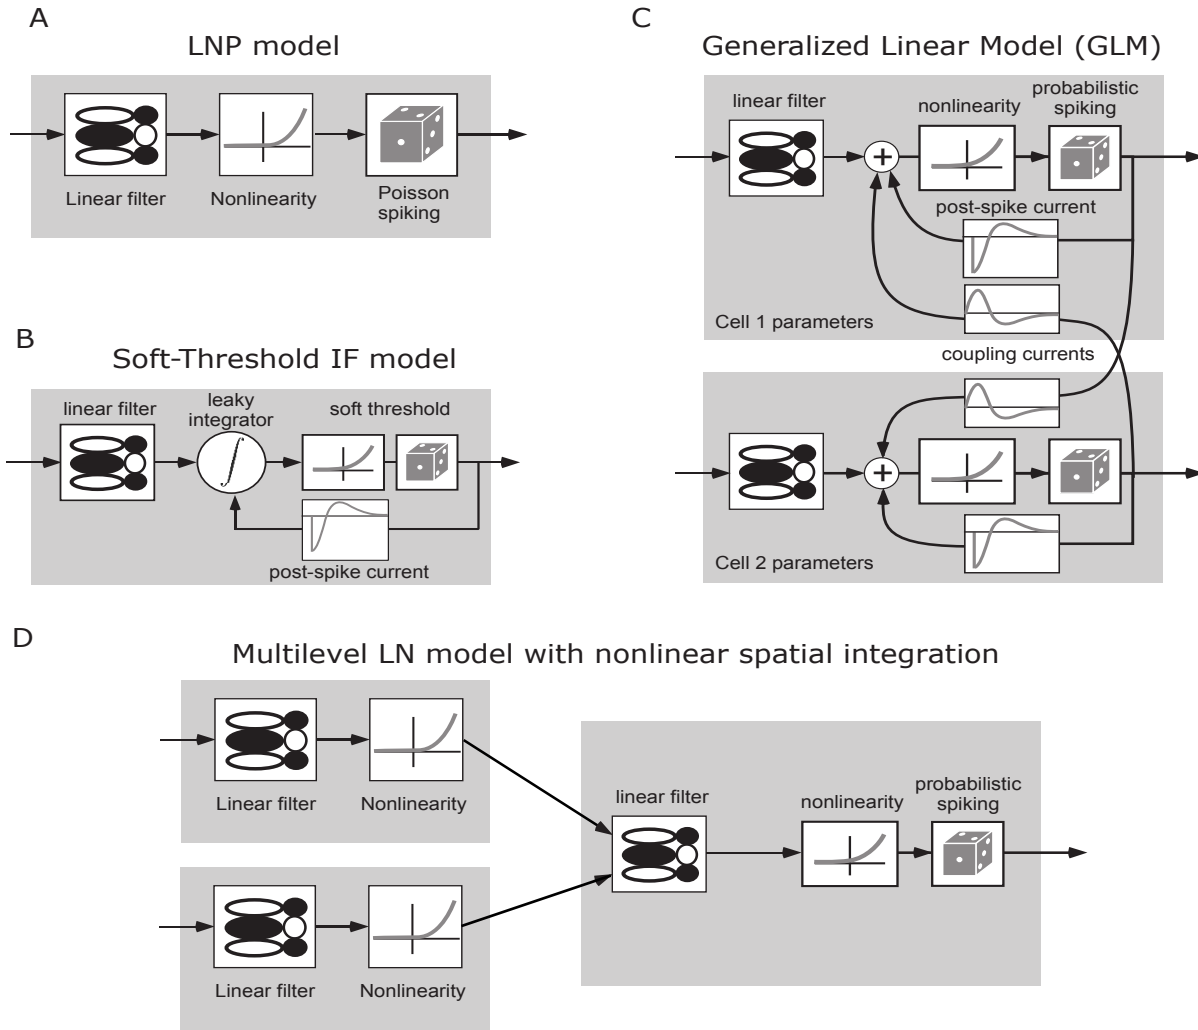 A
LNP model
Linear filter
Nonlinearity
Poisson
spiking
B
Soft-Threshold IF model
linear filter
leaky
integrator
soft threshold
post-spike current
C
Generalized Linear Model (GLM)
linear filter
nonlinearity
probabilistic
spiking
post-spike current
Cell 1 parameters
coupling currents
Cell 2 parameters
D
Multilevel LN model with nonlinear spatial integration
Linear filter
Nonlinearity
Linear filter
Nonlinearity
linear filter
nonlinearity
probabilistic
spiking